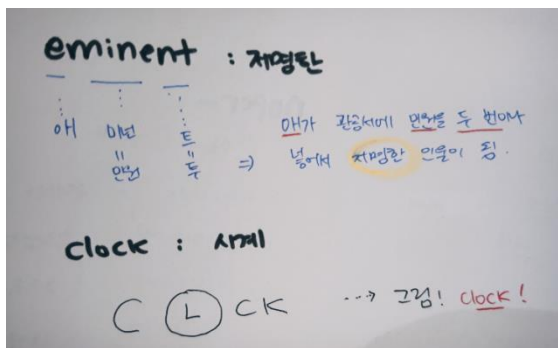 eminent : 저명한
애 미넌 트 애가 관공서에 민원을 두 번이나
민원 투 => 넣어서 저명한 인물이 됨.
clock : 시계
C L CK ...> 그럼! clock!